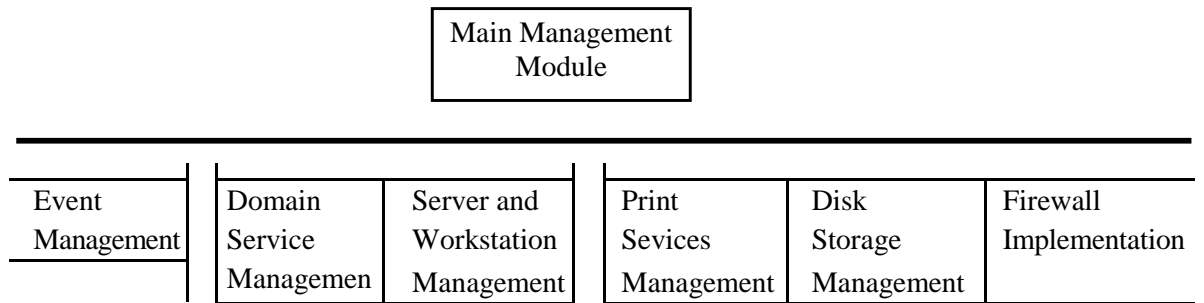 Main Management
Module
Event
Management
Domain
Service
Managemen
Server and
Workstation
Management
Print
Sevices
Management
Disk
Storage
Management
Firewall
Implementation